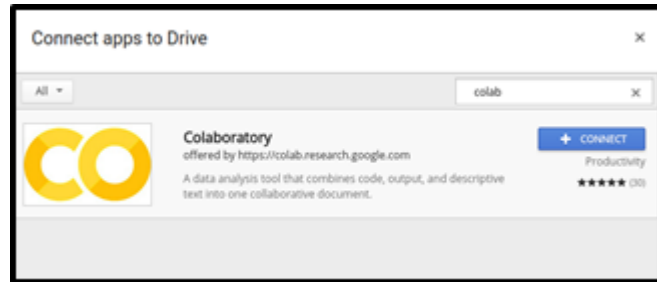 Connect apps to Drive ×
All colab ×
Colaboratory
offered by https://colab.research.google.com
A data analysis tool that combines code, output, and descriptive
text into one collaborative document.
+ CONNECT
Productivity
★★★★★ (30)